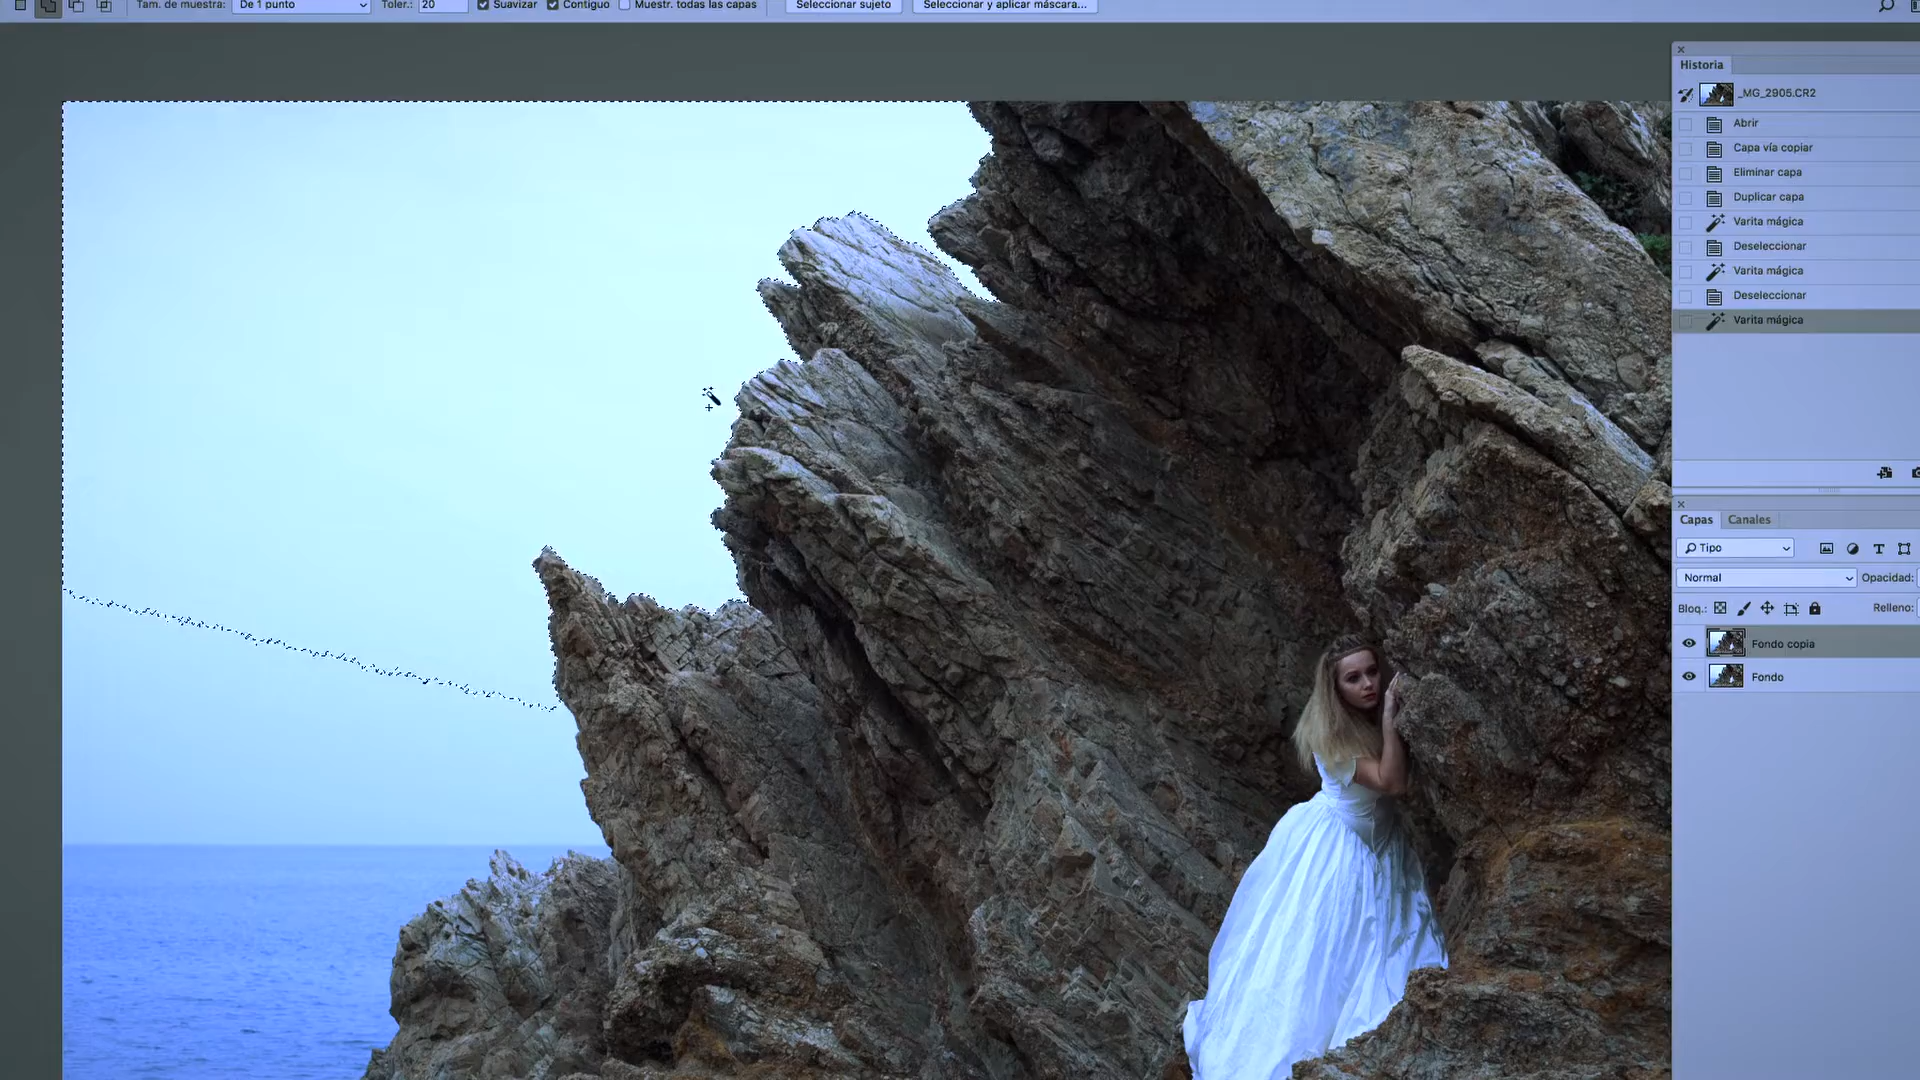 Tam. de muestra: De 1 punto Toler.: 20 Suavizar Contiguo Muestr. todas las capas Seleccionar sujeto Seleccionar y aplicar máscara...
Historia
_MG_2905.CR2
Abrir
Capa vía copiar
Eliminar capa
Duplicar capa
Varita mágica
Deseleccionar
Varita mágica
Deseleccionar
Varita mágica
Capas Canales
Tipo
Normal Opacidad:
Bloq.: Relleno:
Fondo copia
Fondo